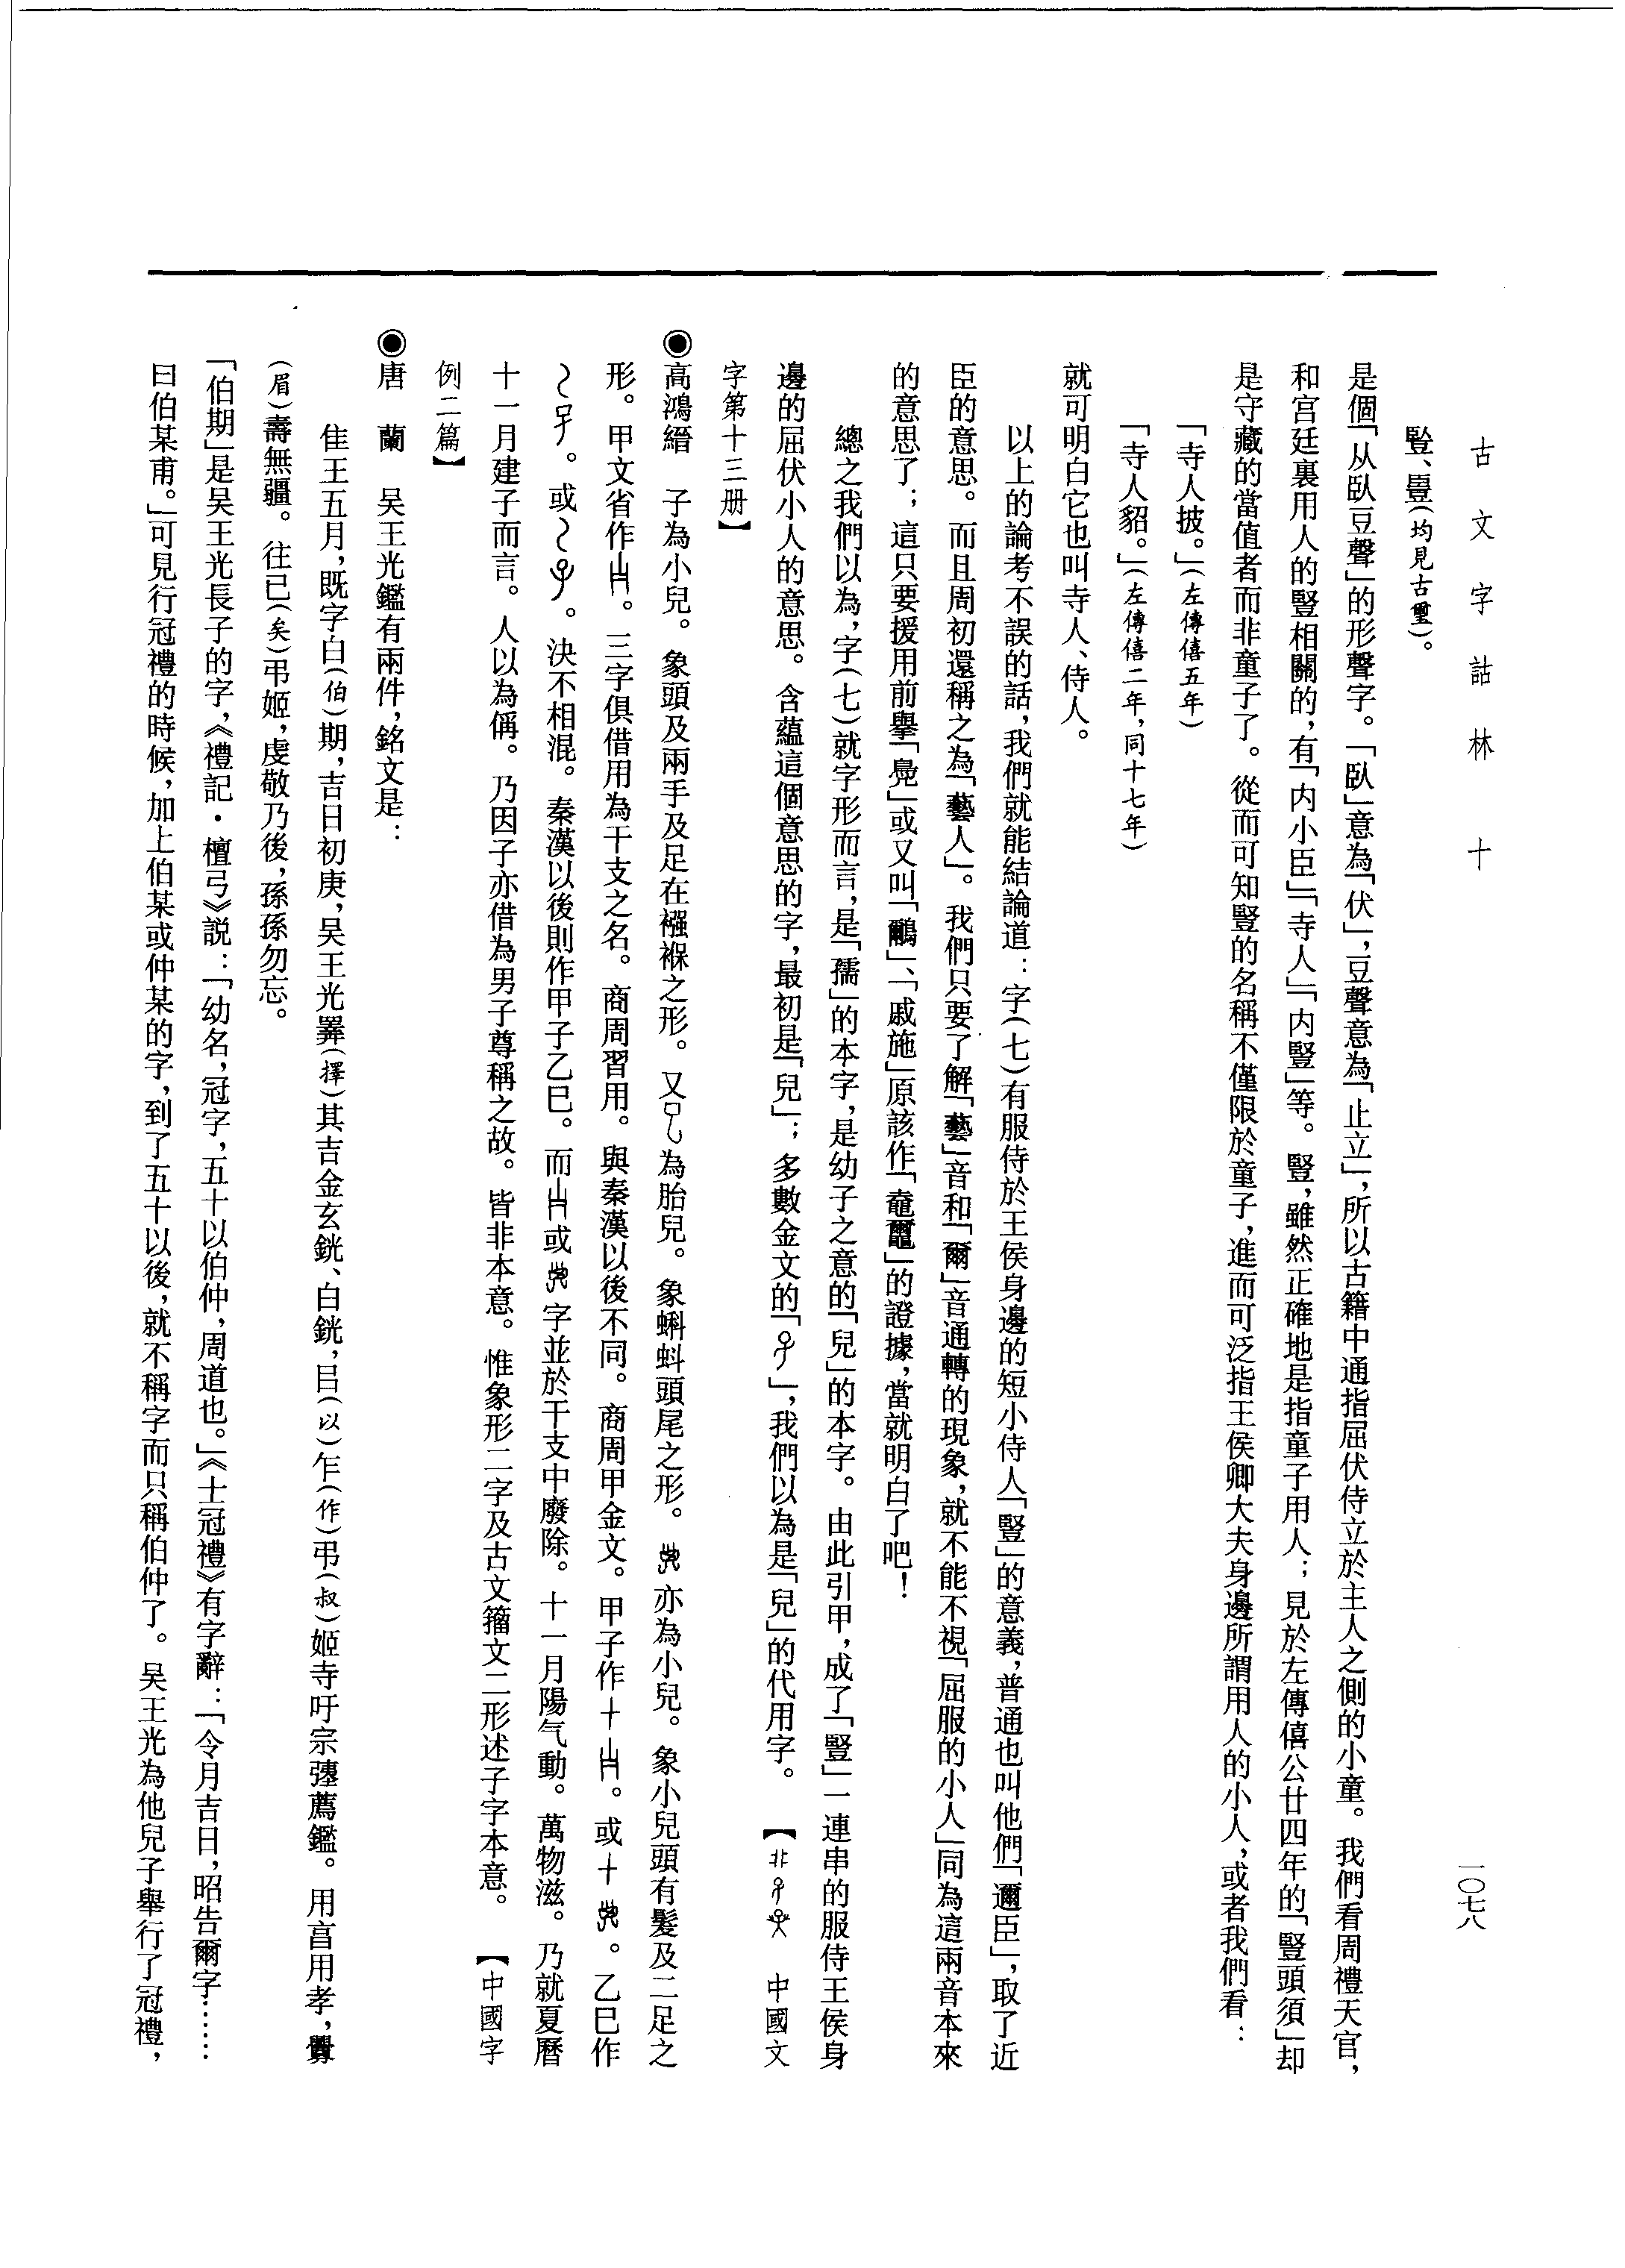 古文字詁林 十
一〇七八
豎、豎(均見古璽)。
是個「从臥豆聲」的形聲字。「臥」意為「伏」,豆聲意為「止立」,所以古籍中通指屈伏侍立於主人之側的小童。我們看周禮天官,
和宮廷裏用人的豎相關的,有「内小臣」「寺人」「内豎」等。豎,雖然正確地是指童子用人;見於左傳僖公廿四年的「豎頭須」却
是守藏的當值者而非童子了。從而可知豎的名稱不僅限於童子,進而可泛指王侯卿大夫身邊所謂用人的小人,或者我們看:
「寺人披。」(左傳僖五年)
「寺人貂。」(左傳僖二年,同十七年)
就可明白它也叫寺人、侍人。
以上的論考不誤的話,我們就能結論道:字(七)有服侍於王侯身邊的短小侍人「豎」的意義,普通也叫他們「邇臣」,取了近
臣的意思。而且周初還稱之為「藝人」。我們只要了解「藝」音和「爾」音通轉的現象,就不能不視「屈服的小人」同為這兩音本來
的意思了;這只要援用前舉「」或又叫「」、「戚施」原該作「」的證據,當就明白了吧!
總之我們以為,字(七)就字形而言,是「孺」的本字,是幼子之意的「兒」的本字。由此引甲,成了「豎」一連串的服侍王侯身
邊的屈伏小人的意思。含蘊這個意思的字,最初是「兒」;多數金文的「」,我們以為是「兒」的代用字。 【 中國文
字第十三册】
◉高鴻縉 子為小兒。象頭及兩手及足在襁褓之形。又為胎兒。象蝌蚪頭尾之形。亦為小兒。象小兒頭有髮及二足之
形。甲文省作。三字俱借用為干支之名。商周習用。與秦漢以後不同。商周甲金文。甲子作。或。乙巳作
。或。決不相混。秦漢以後則作甲子乙巳。而或字並於干支中廢除。十一月陽气動。萬物滋。乃就夏曆
十一月建子而言。人以為偁。乃因子亦借為男子尊稱之故。皆非本意。惟象形二字及古文籀文二形述子字本意。 【中國字
例二篇】
◉唐 蘭 吴王光鑑有兩件,銘文是:
隹王五月,既字白(伯)期,吉日初庚,吴王光(擇)其吉金玄銧、白銧,㠯(以)乍(作)弔(叔)姬寺吁宗薦鑑。用亯用孝,
(眉)壽無疆。往已(矣)弔姬,虔敬乃後,孫孫勿忘。
「伯期」是吴王光長子的字,《禮記·檀弓》説:「幼名,冠字,五十以伯仲,周道也。」《士冠禮》有字辭:「令月吉日,昭告爾字……
曰伯某甫。」可見行冠禮的時候,加上伯某或仲某的字,到了五十以後,就不稱字而只稱伯仲了。吴王光為他兒子舉行了冠禮,